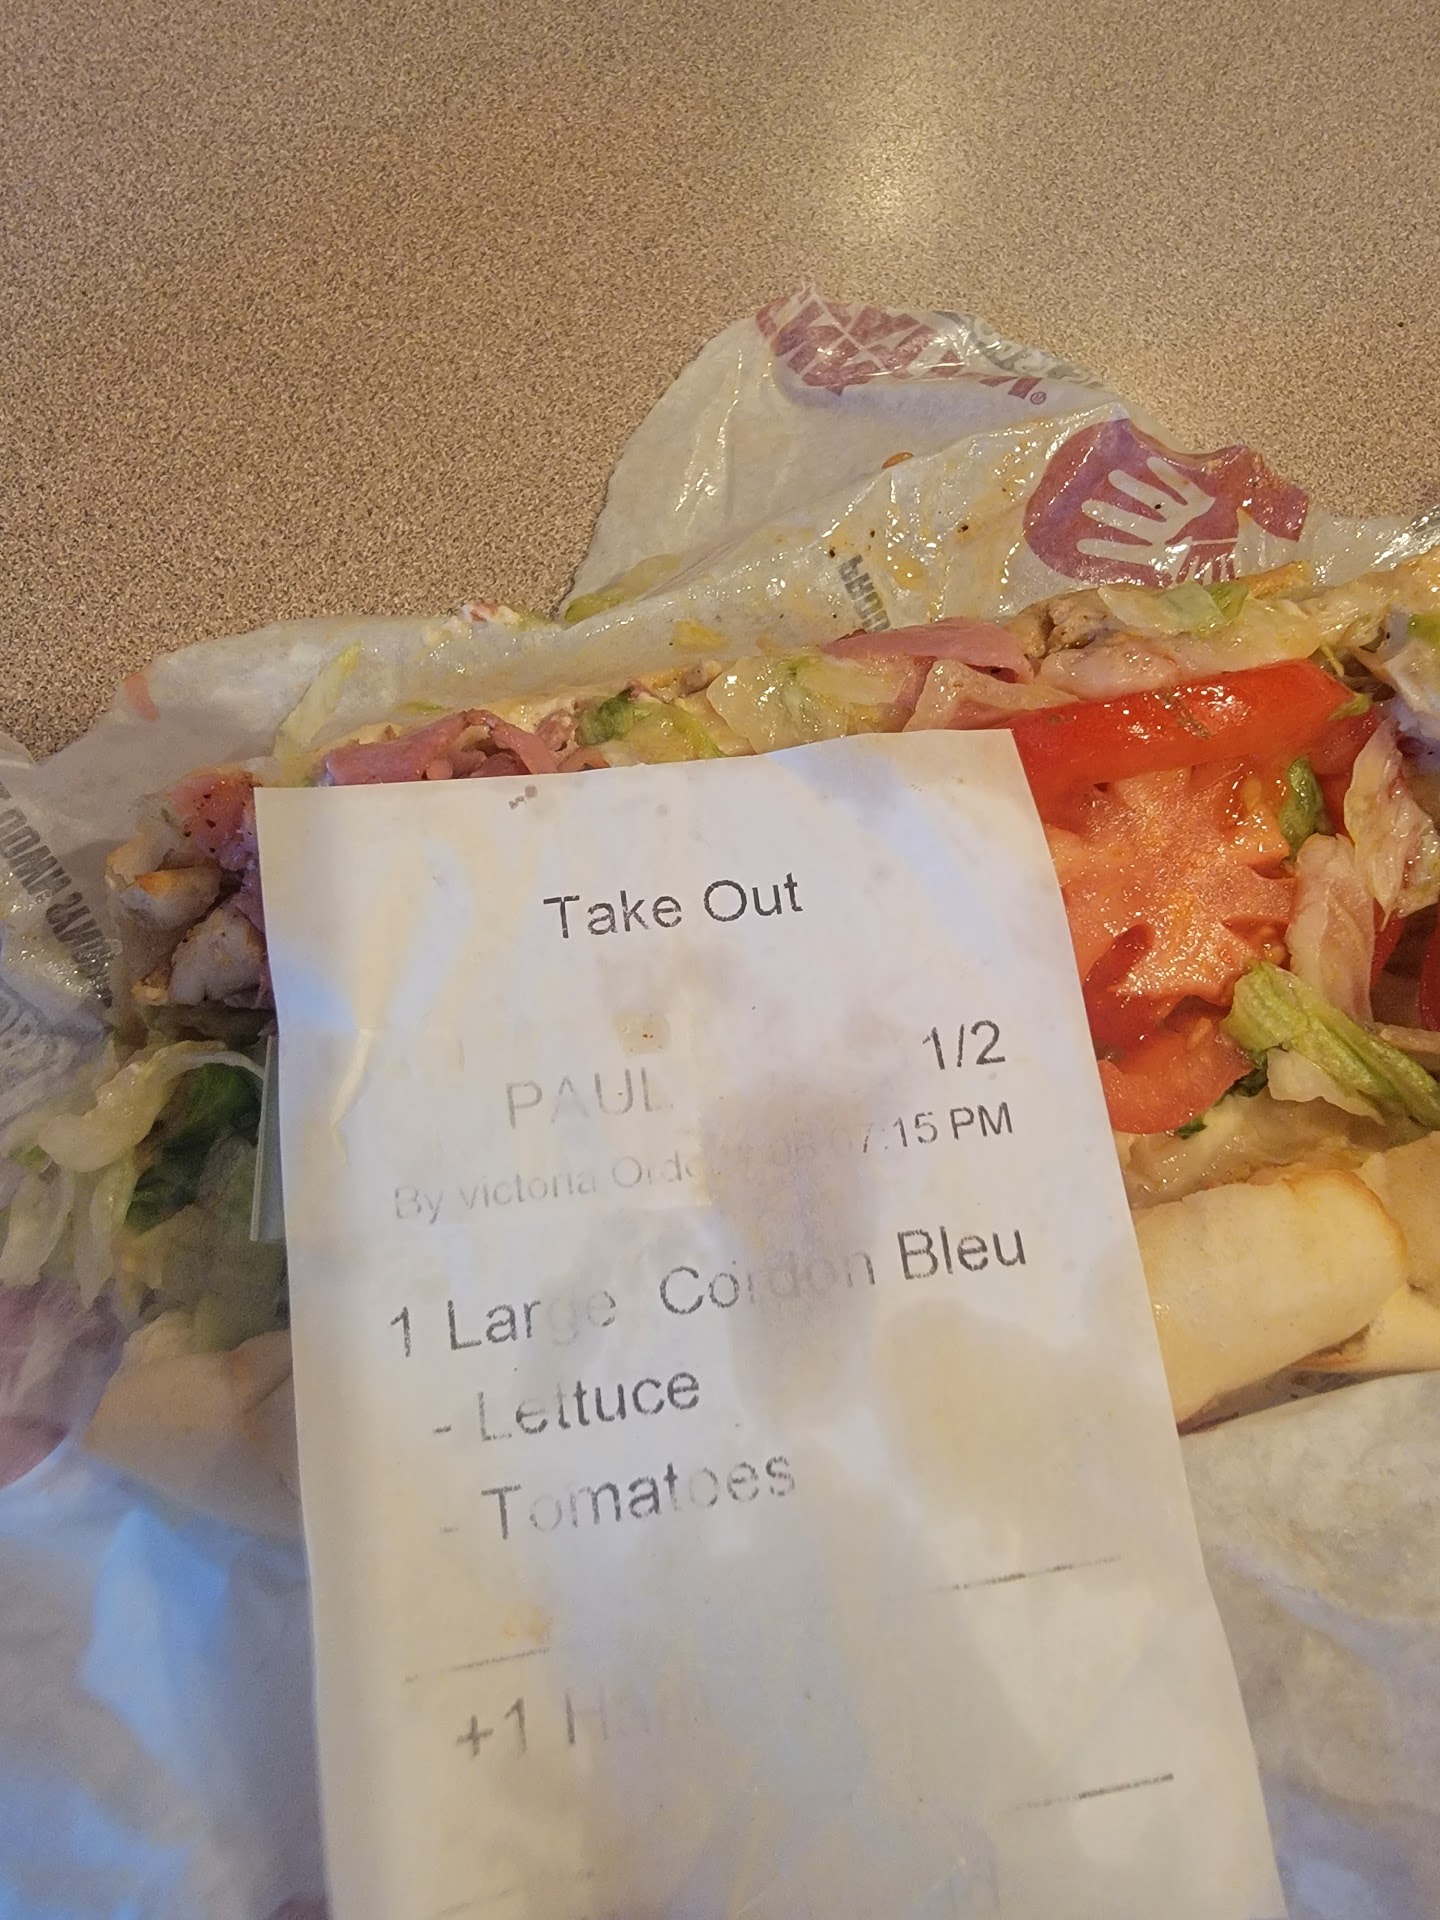 Take Out
1/2
PAUL
By victoria 7:15 PM
1 Large Cordon Bleu
- Lettuce
- Tomatoes
+1